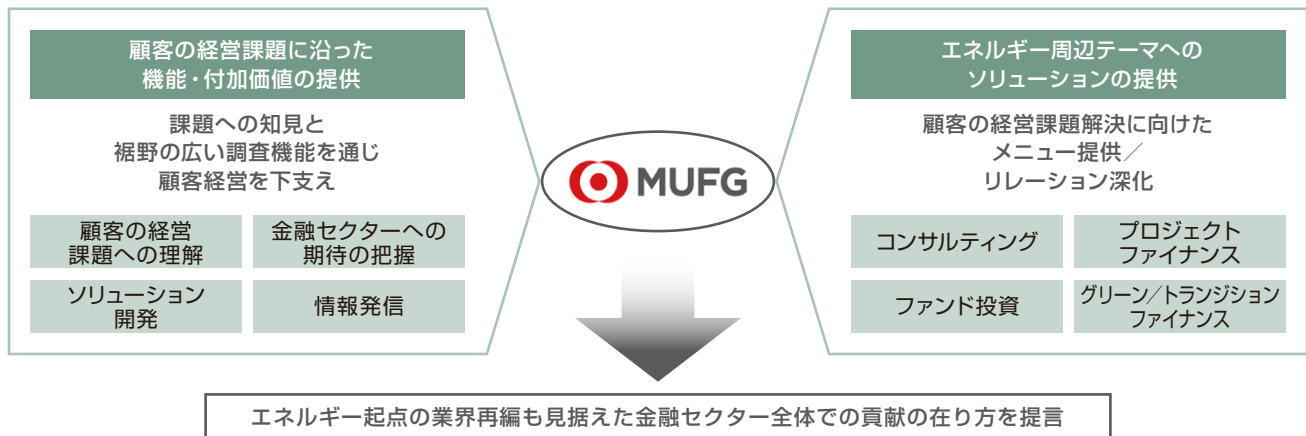 顧客の経営課題に沿った
機能・付加価値の提供
課題への知見と
裾野の広い調査機能を通じ
顧客経営を下支え
顧客の経営
課題への理解
金融セクターへの
期待の把握
ソリューション
開発
情報発信
MUFG
エネルギー周辺テーマへの
ソリューションの提供
顧客の経営課題解決に向けた
メニュー提供／
リレーション深化
コンサルティング
プロジェクト
ファイナンス
ファンド投資
グリーン／トランジション
ファイナンス
エネルギー起点の業界再編も見据えた金融セクター全体での貢献の在り方を提言